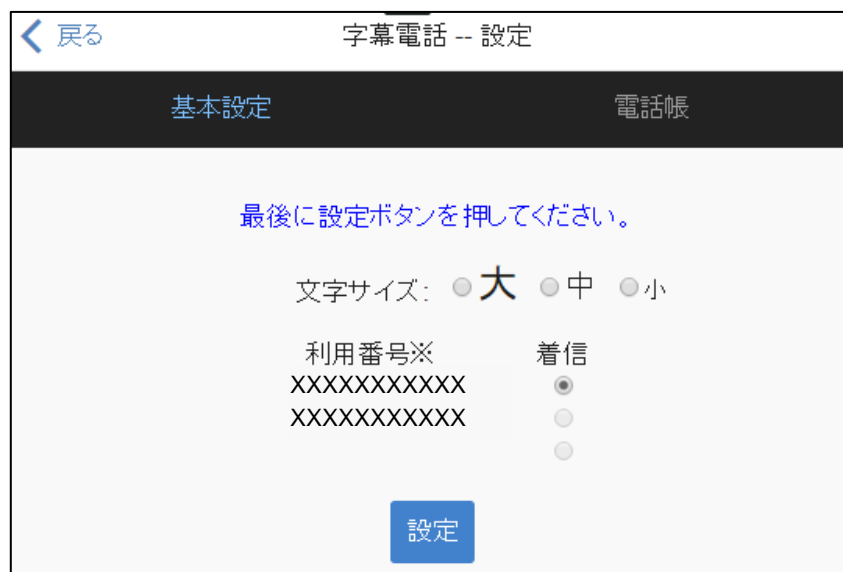 戻る 字幕電話 -- 設定
基本設定 電話帳
最後に設定ボタンを押してください。
文字サイズ: 大 中 小
利用番号※ 着信
XXXXXXXXXXX
XXXXXXXXXXX
設定